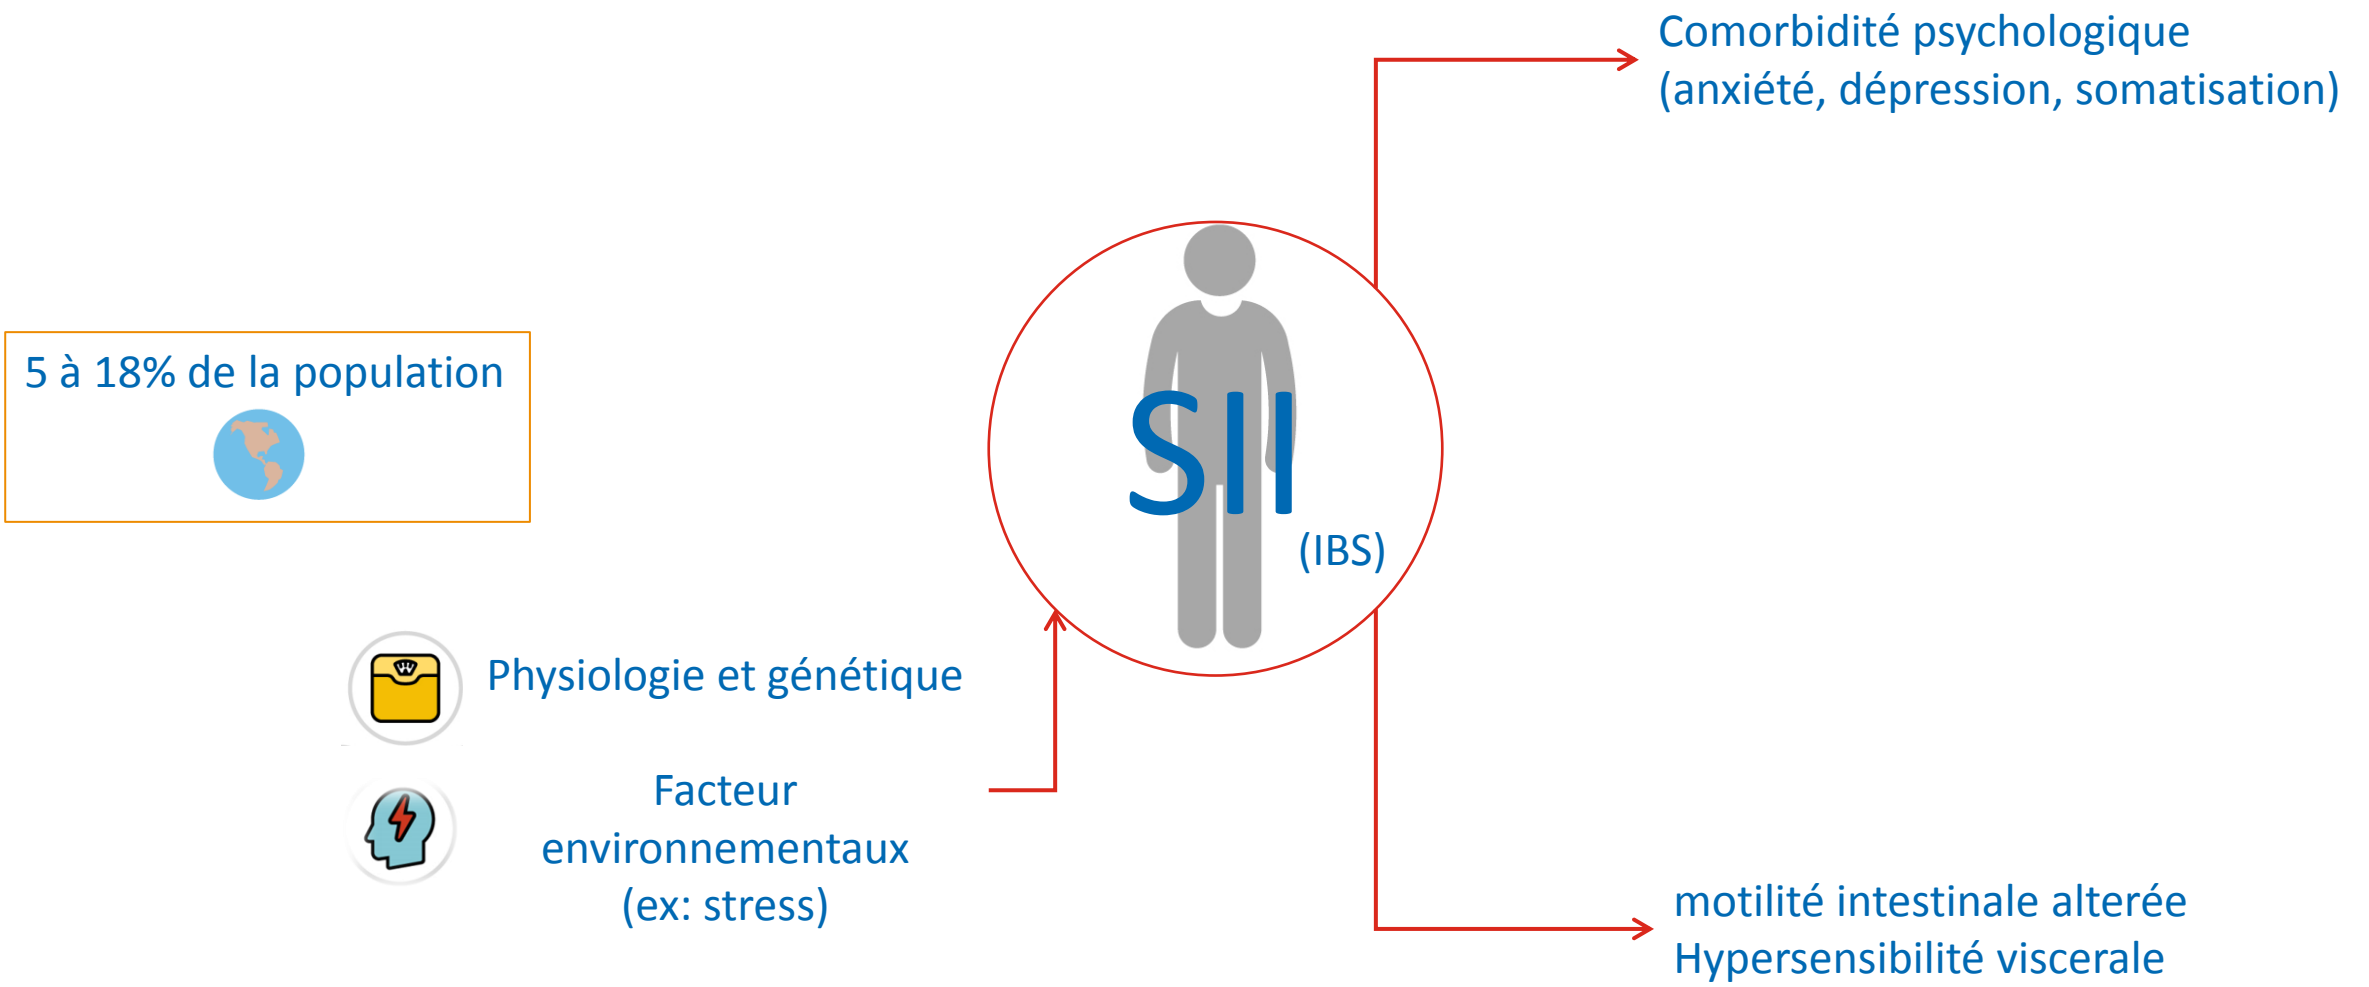 Comorbidité psychologique
(anxiété, dépression, somatisation)
5 à 18% de la population
SII
(IBS)
Physiologie et génétique
Facteur
environnementaux
(ex: stress)
motilité intestinale alterée
Hypersensibilité viscerale